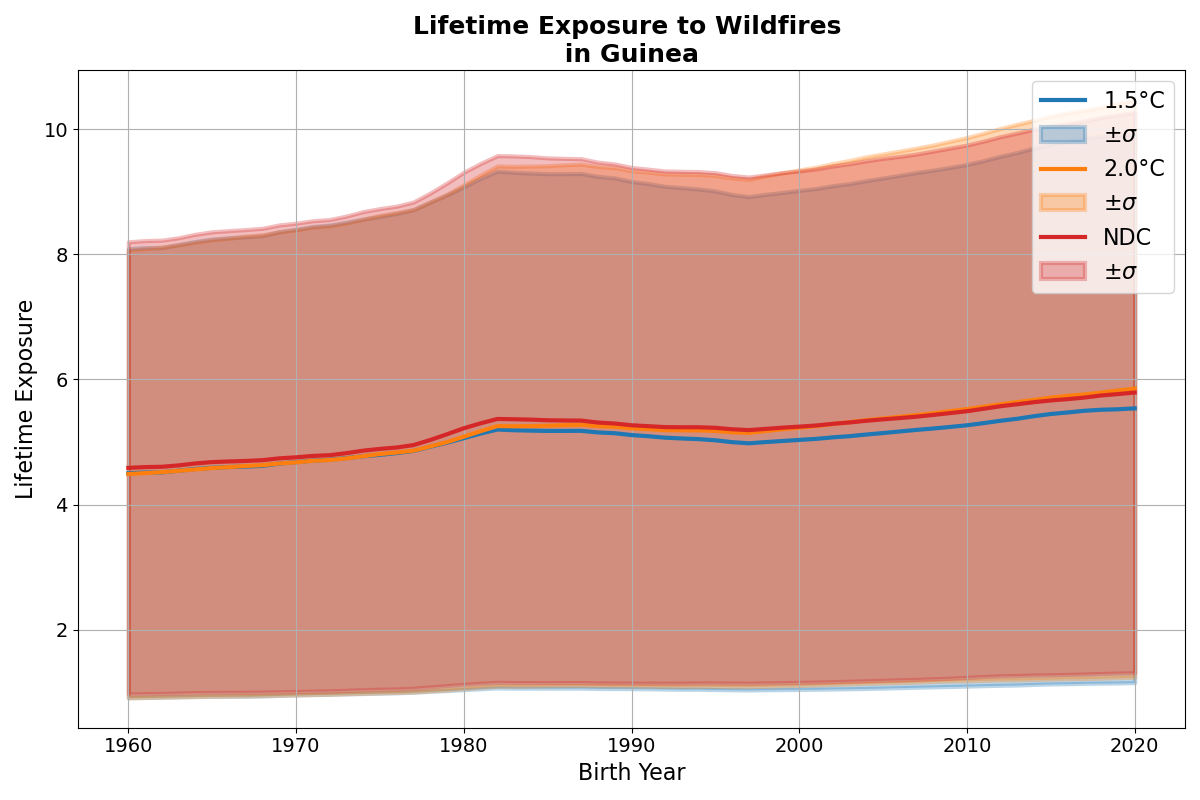 Lifetime Exposure to Wildfires
in Guinea
Lifetime Exposure
10
8
6
4
2
1960 1970 1980 1990 2000 2010 2020
Birth Year
1.5°C
±σ
2.0°C
±σ
NDC
±σ